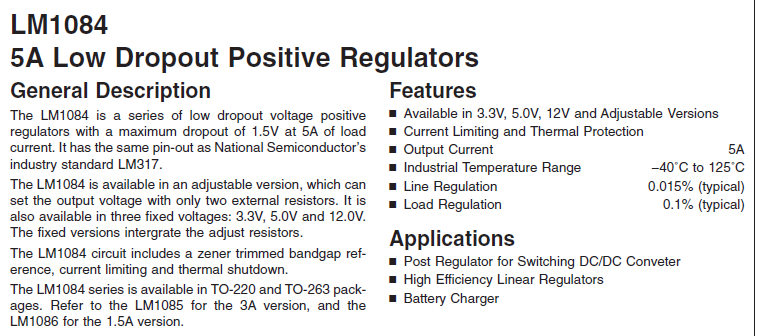 LM1084
5A Low Dropout Positive Regulators
General Description
The LM1084 is a series of low dropout voltage positive
regulators with a maximum dropout of 1.5V at 5A of load
current. It has the same pin-out as National Semiconductor's
industry standard LM317.
The LM1084 is available in an adjustable version, which can
set the output voltage with only two external resistors. It is
also available in three fixed voltages: 3.3V, 5.0V and 12.0V.
The fixed versions intergrate the adjust resistors.
The LM1084 circuit includes a zener trimmed bandgap ref-
erence, current limiting and thermal shutdown.
The LM1084 series is available in TO-220 and TO-263 pack-
ages. Refer to the LM1085 for the 3A version, and the
LM1086 for the 1.5A version.
Features
■ Available in 3.3V, 5.0V, 12V and Adjustable Versions
■ Current Limiting and Thermal Protection
■ Output Current 5A
■ Industrial Temperature Range −40˚C to 125˚C
■ Line Regulation 0.015% (typical)
■ Load Regulation 0.1% (typical)
Applications
■ Post Regulator for Switching DC/DC Conveter
■ High Efficiency Linear Regulators
■ Battery Charger